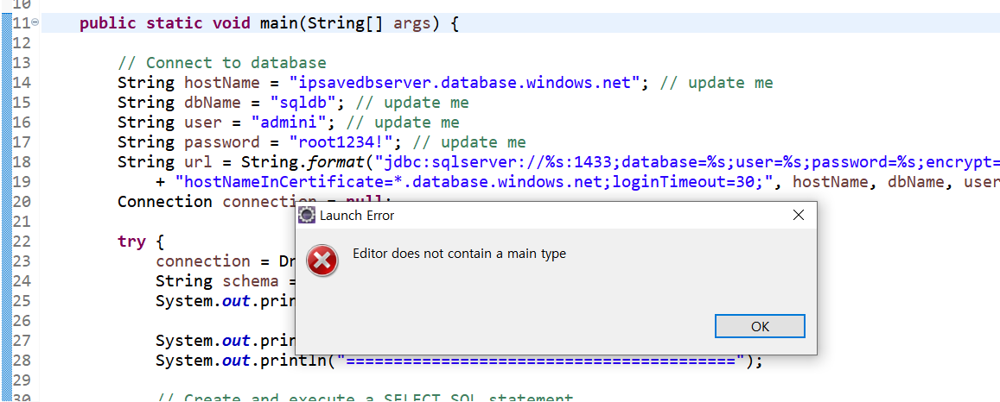 10
11 public static void main(String[] args) {
12
13 // Connect to database
14 String hostName = "ipsavedbserver.database.windows.net"; // update me
15 String dbName = "sqldb"; // update me
16 String user = "admini"; // update me
17 String password = "root1234!"; // update me
18 String url = String.format("jdbc:sqlserver://%s:1433;database=%s;user=%s;password=%s;encrypt=
19 + "hostNameInCertificate=*.database.windows.net;loginTimeout=30;", hostName, dbName, user
20 Connection connection = null;
21
22 try {
23 connection = Dr
24 String schema =
25 System.out.prin
26
27 System.out.prin
28 System.out.println("=========================================");
29
30 // Create and execute a SELECT SQL statement
Launch Error
Editor does not contain a main type
OK